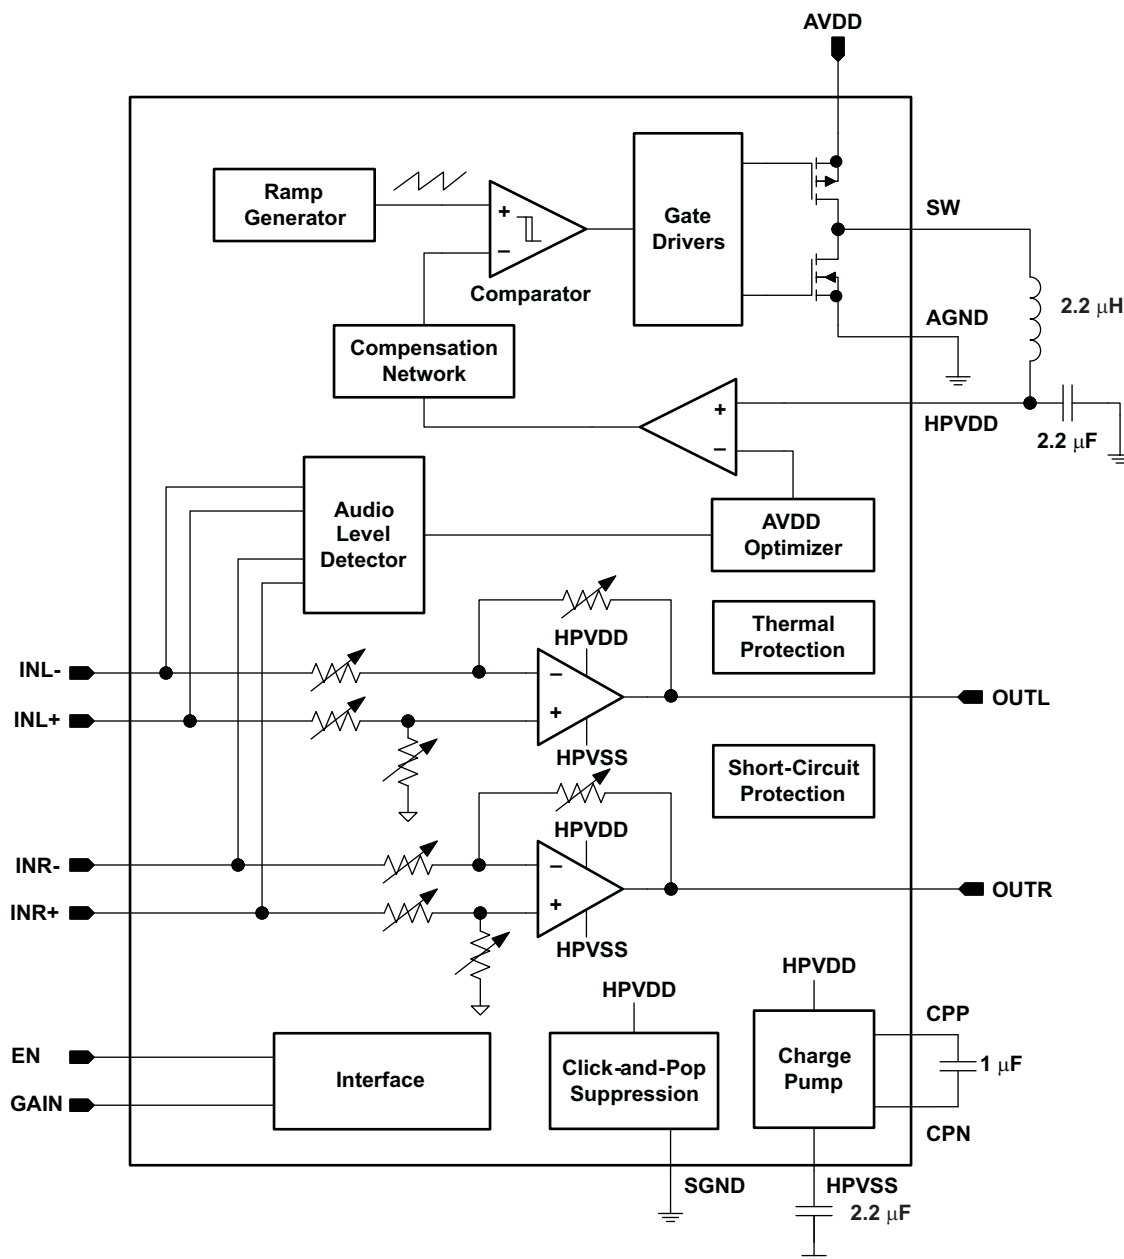 AVDD
Ramp
Generator
+
−
Comparator
Gate
Drivers
SW
AGND
2.2 μH
Compensation
Network
+
−
HPVDD
2.2 μF
Audio
Level
Detector
AVDD
Optimizer
Thermal
Protection
HPVDD
INL-
−
INL+
+
OUTL
HPVSS
Short-Circuit
Protection
HPVDD
INR-
−
INR+
+
OUTR
HPVSS
HPVDD
HPVDD
CPP
EN
GAIN
Interface
Click-and-Pop
Suppression
Charge
Pump
1 μF
CPN
SGND
HPVSS
2.2 μF